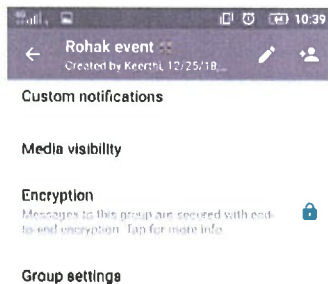 10:39
Rohak event
Created by Keerthi, 12/25/18,...
Custom notifications
Media visibility
Encryption
Messages to this group are secured with end-
to-end encryption. Tap for more info.
Group settings